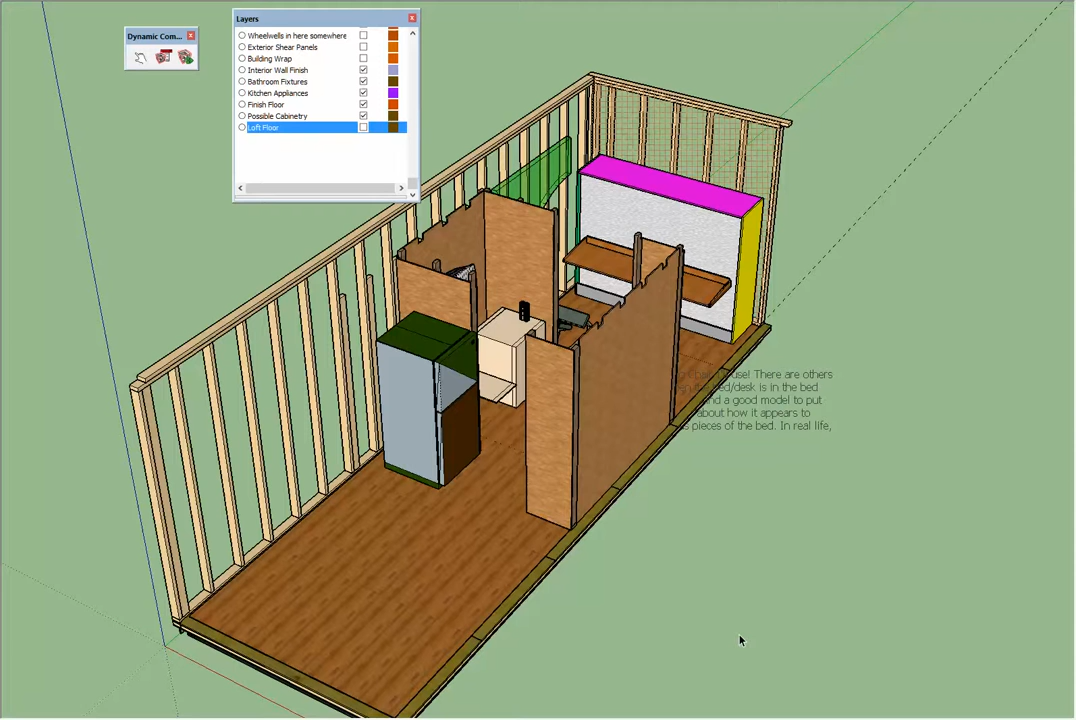 Dynamic Com...
Layers
Wheelwells in here somewhere
Exterior Shear Panels
Building Wrap
Interior Wall Finish
Bathroom Fixtures
Kitchen Appliances
Finish Floor
Possible Cabinetry
Loft Floor
There are others
bed/desk is in the bed
and a good model to put
about how it appears to
pieces of the bed. In real life,